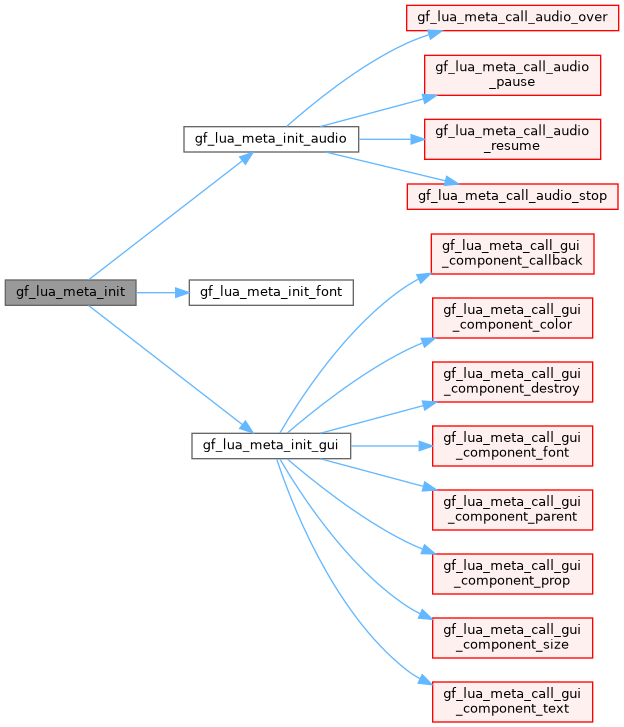 gf_lua_meta_call_audio_over
gf_lua_meta_call_audio
_pause
gf_lua_meta_init_audio
gf_lua_meta_call_audio
_resume
gf_lua_meta_call_audio_stop
gf_lua_meta_call_gui
_component_callback
gf_lua_meta_init
gf_lua_meta_init_font
gf_lua_meta_call_gui
_component_color
gf_lua_meta_call_gui
_component_destroy
gf_lua_meta_init_gui
gf_lua_meta_call_gui
_component_font
gf_lua_meta_call_gui
_component_parent
gf_lua_meta_call_gui
_component_prop
gf_lua_meta_call_gui
_component_size
gf_lua_meta_call_gui
_component_text